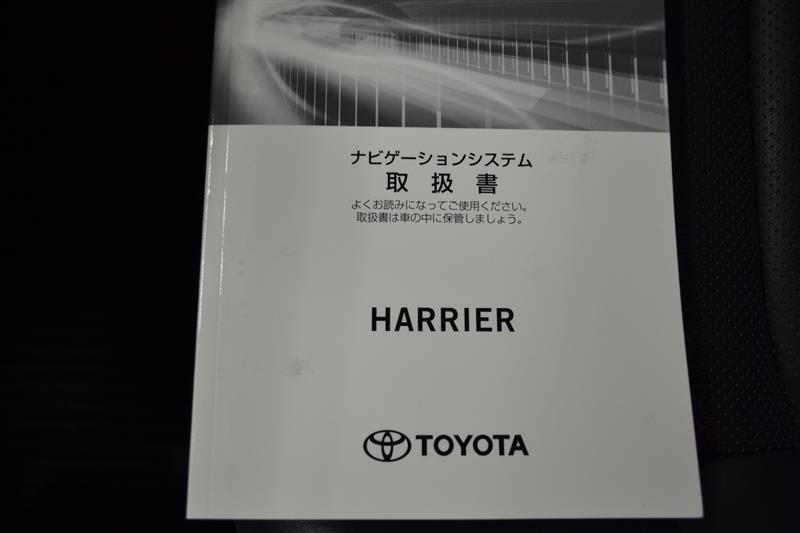 ナビゲーションシステム
取扱書
よくお読みになってご使用ください。
取扱書は車の中に保管しましょう。
HARRIER
TOYOTA